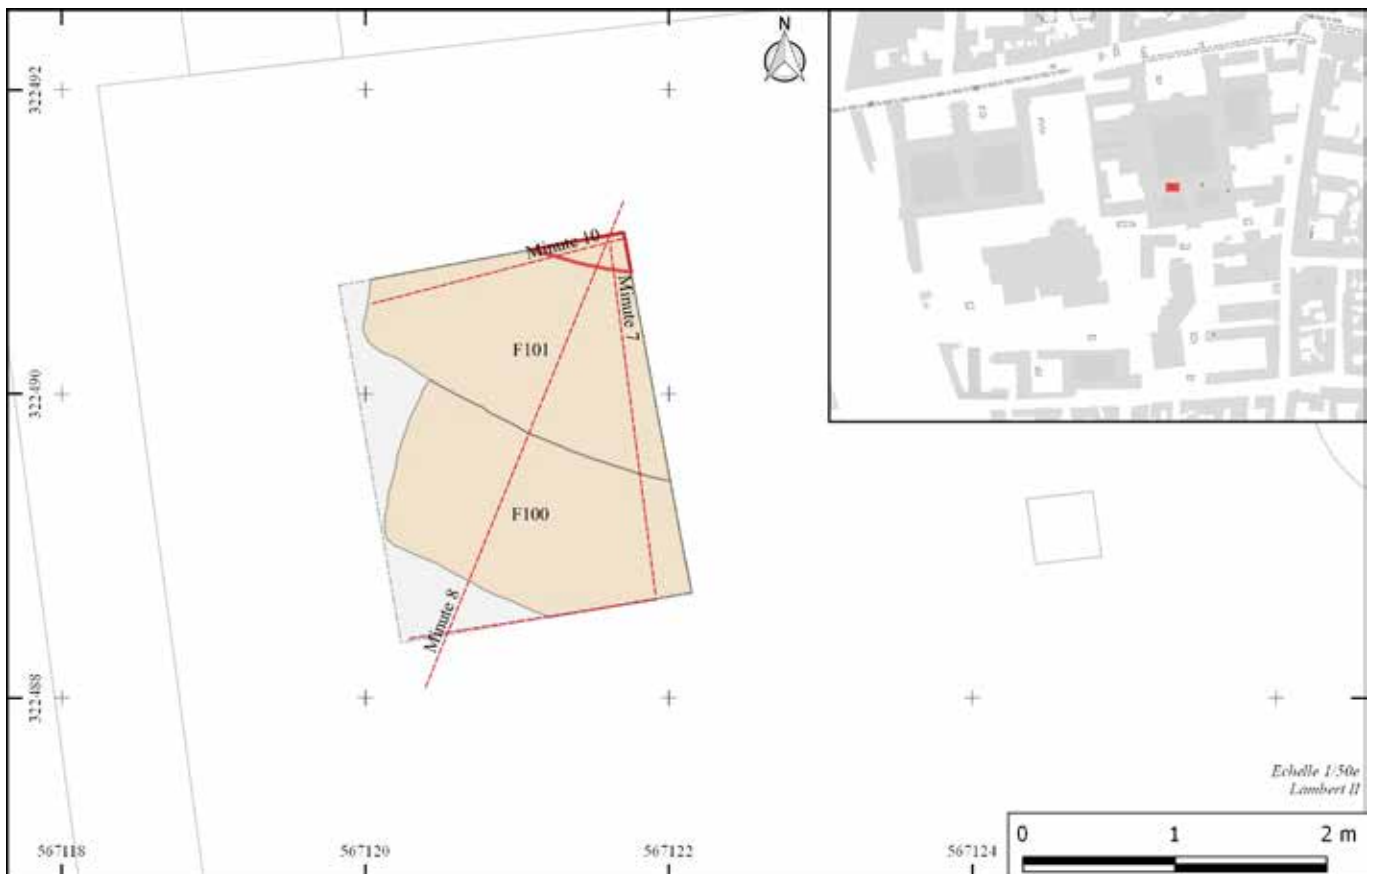 N
322492
Minute 10
Minute 7
F101
322490
F100
Minute 8
322488
Echelle 1/50e
Lambert II
0 1 2 m
567118 567120 567122 567124